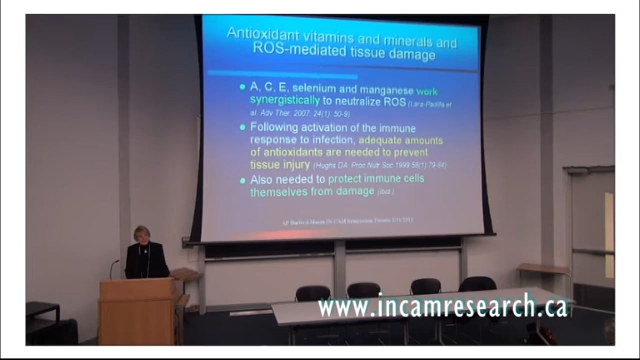 Antioxidant vitamins and minerals and
ROS-mediated tissue damage
A, C, E, selenium and manganese work
synergistically to neutralize ROS (Lara-Padilla et
al. Adv Ther. 2007; 24(1): 50-9)
Following activation of the immune
response to infection, adequate amounts
of antioxidants are needed to prevent
tissue injury (Hughs DA. Proc Nutr Soc 1999;58(1):79-84)
Also needed to protect immune cells
themselves from damage (ibid.)
CAM Symposium
www.incamresearch.ca